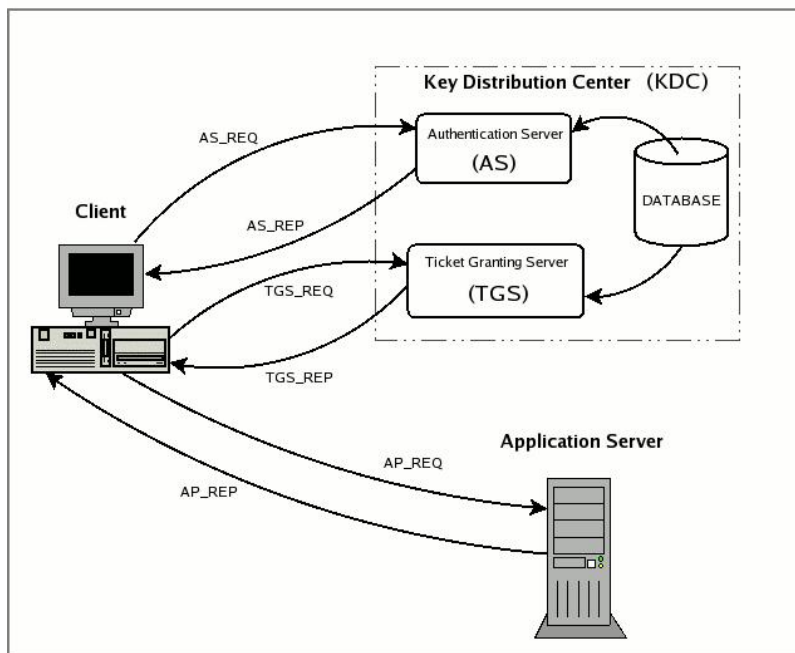 Key Distribution Center (KDC)
Authentication Server
(AS)
AS_REQ
DATABASE
Client
AS_REP
Ticket Granting Server
(TGS)
TGS_REQ
TGS_REP
Application Server
AP_REQ
AP_REP